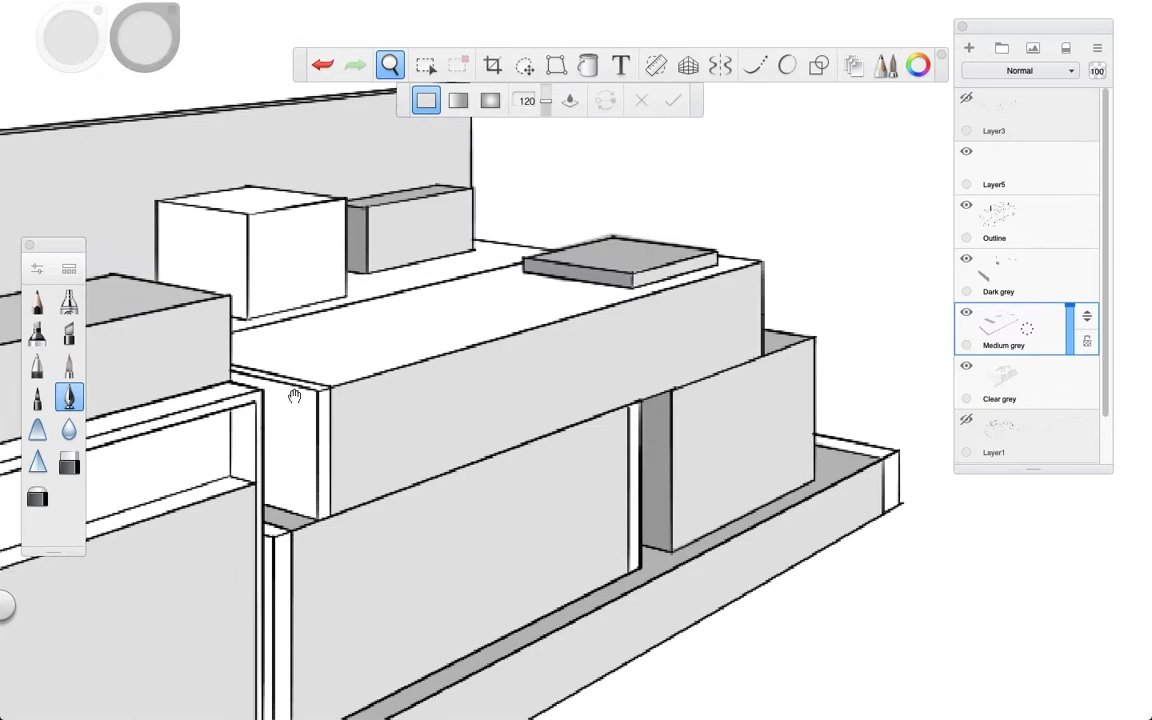 T
120
Normal
100
Layer3
Layer5
Outline
Dark grey
Medium grey
Clear grey
Layer1